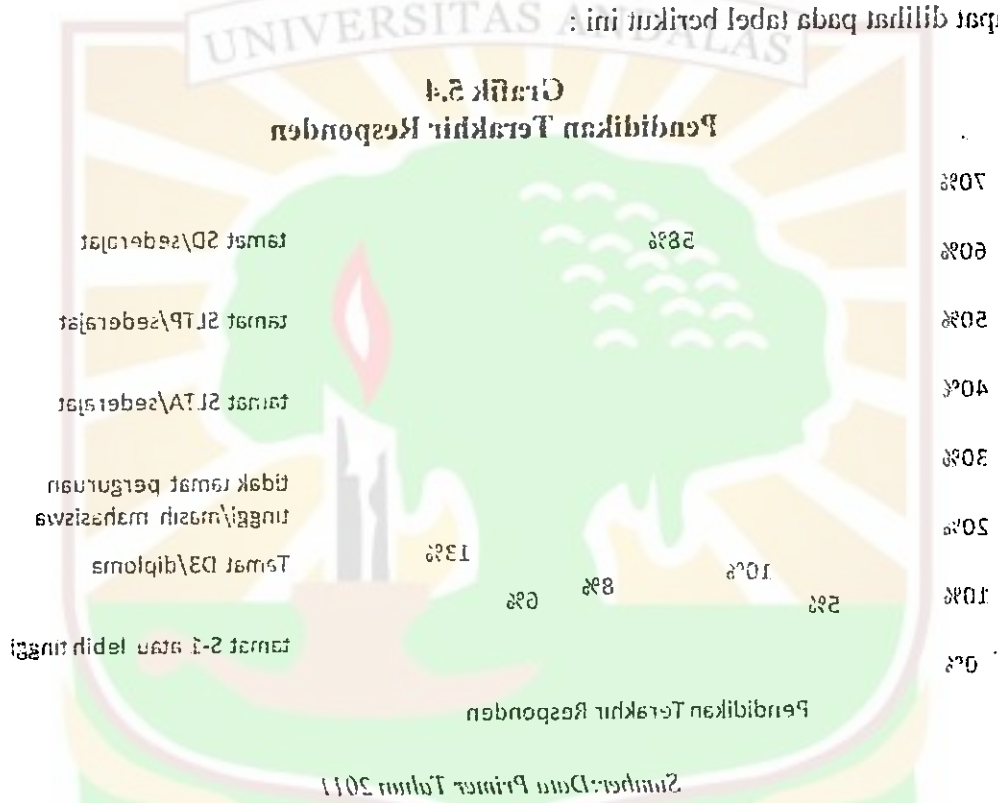 UNIVERSITAS ANDALAS
pat dilihat pada tabel berikut ini :
Grafik 5.4
Pendidikan Terakhir Responden
70%
60%
50%
40%
30%
20%
10%
0%
5%
10%
58%
8%
6%
13%
tamat SD/sederajat
tamat SLTP/sederajat
tamat SLTA/sederajat
tidak tamat perguruan
tinggi/masih mahasiswa
Tamat D3/diploma
tamat S-1 atau lebih tinggi
Pendidikan Terakhir Responden
Sumber:Data Primer Tahun 2011